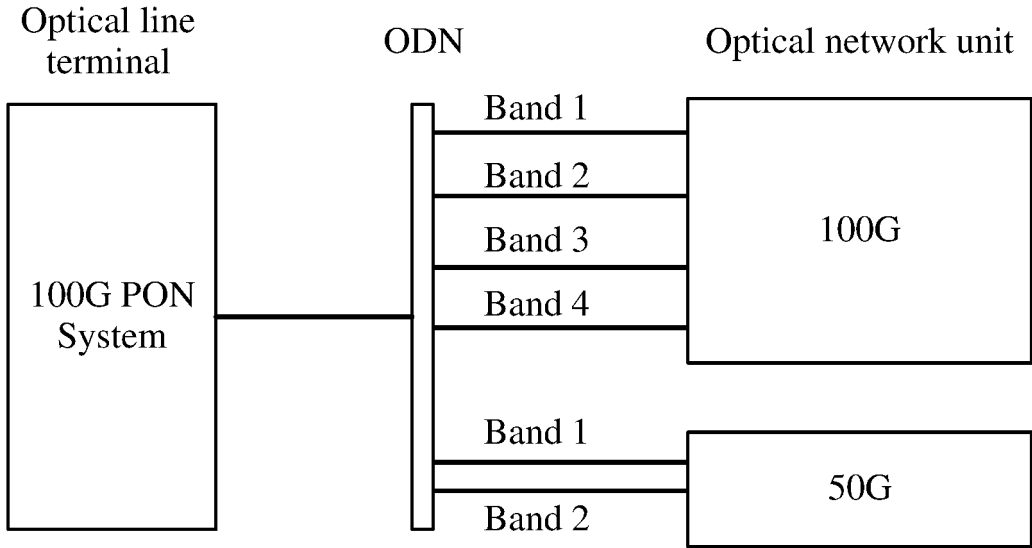 Optical line
terminal
ODN
Optical network unit
100G PON
System
Band 1
Band 2
Band 3
Band 4
100G
Band 1
Band 2
50G